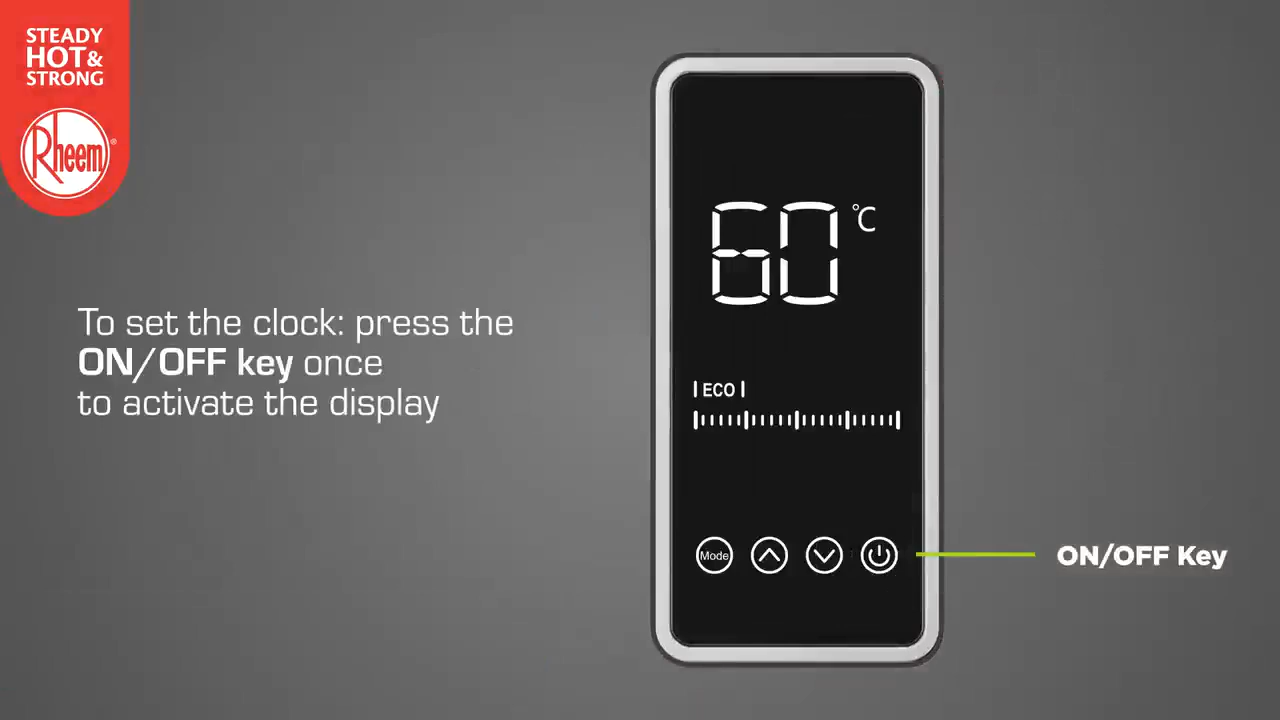 STEADY
HOT&
STRONG
Rheem®
To set the clock: press the
ON/OFF key once
to activate the display
60 °C
| ECO |
Mode
ON/OFF Key